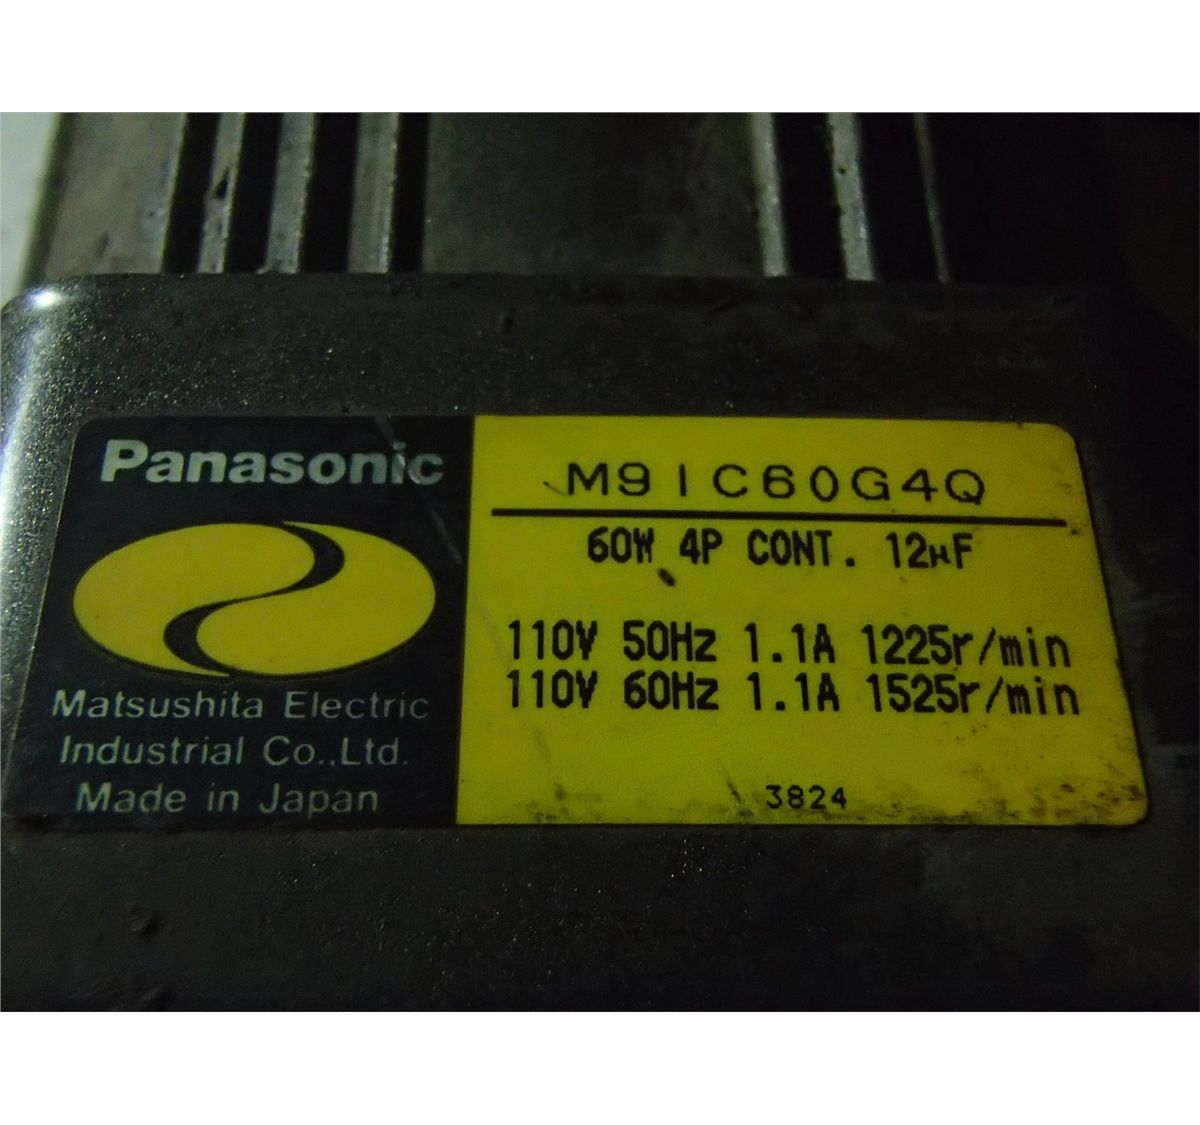 Panasonic
Matsushita Electric
Industrial Co.,Ltd.
Made in Japan
M91C60G4Q
60W 4P CONT. 12μF
110V 50Hz 1.1A 1225r/min
110V 60Hz 1.1A 1525r/min
3824